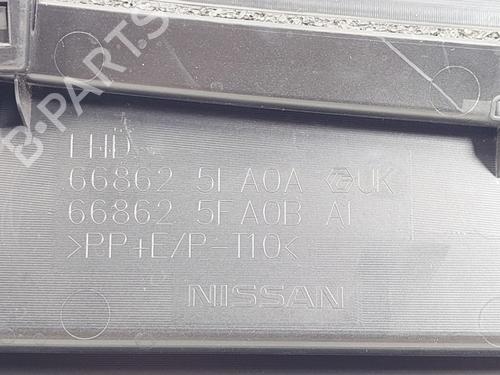 B-PARTS
LHD
66862 5FA0A UK
66862 5FA0B A1
>PP+E/P-T10<
NISSAN